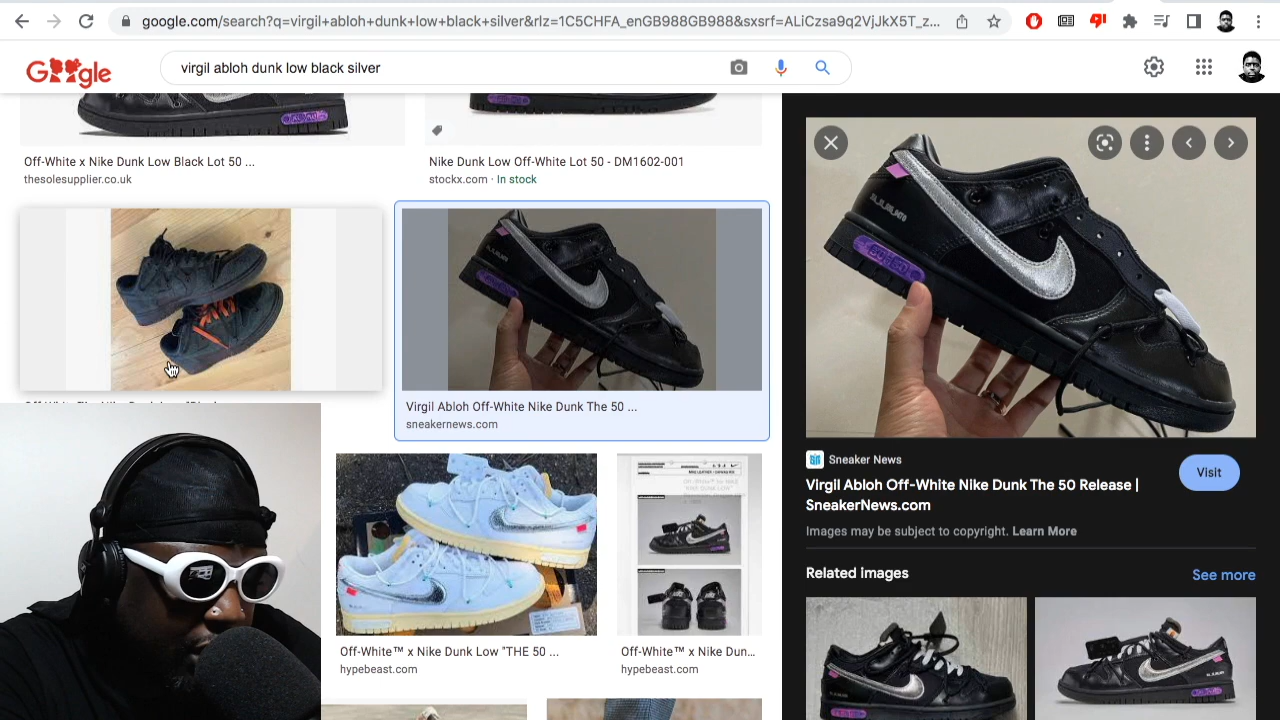 google.com/search?q=virgil+abloh+dunk+low+black+silver&rlz=1C5CHFA_enGB988GB988&sxsrf=ALiCzsa9q2VjJkX5T_z...
Google
virgil abloh dunk low black silver
Off-White x Nike Dunk Low Black Lot 50 ...
thesolesupplier.co.uk
Nike Dunk Low Off-White Lot 50 - DM1602-001
stockx.com · In stock
Virgil Abloh Off-White Nike Dunk The 50 ...
sneakernews.com
Off-White™ x Nike Dunk Low "THE 50 ...
hypebeast.com
Off-White™ x Nike Dun...
hypebeast.com
Sneaker News
Virgil Abloh Off-White Nike Dunk The 50 Release |
SneakerNews.com
Visit
Images may be subject to copyright. Learn More
Related images
See more